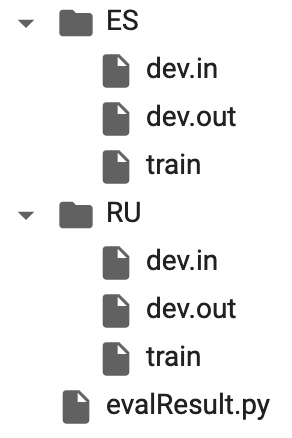 ES
dev.in
dev.out
train
RU
dev.in
dev.out
train
evalResult.py